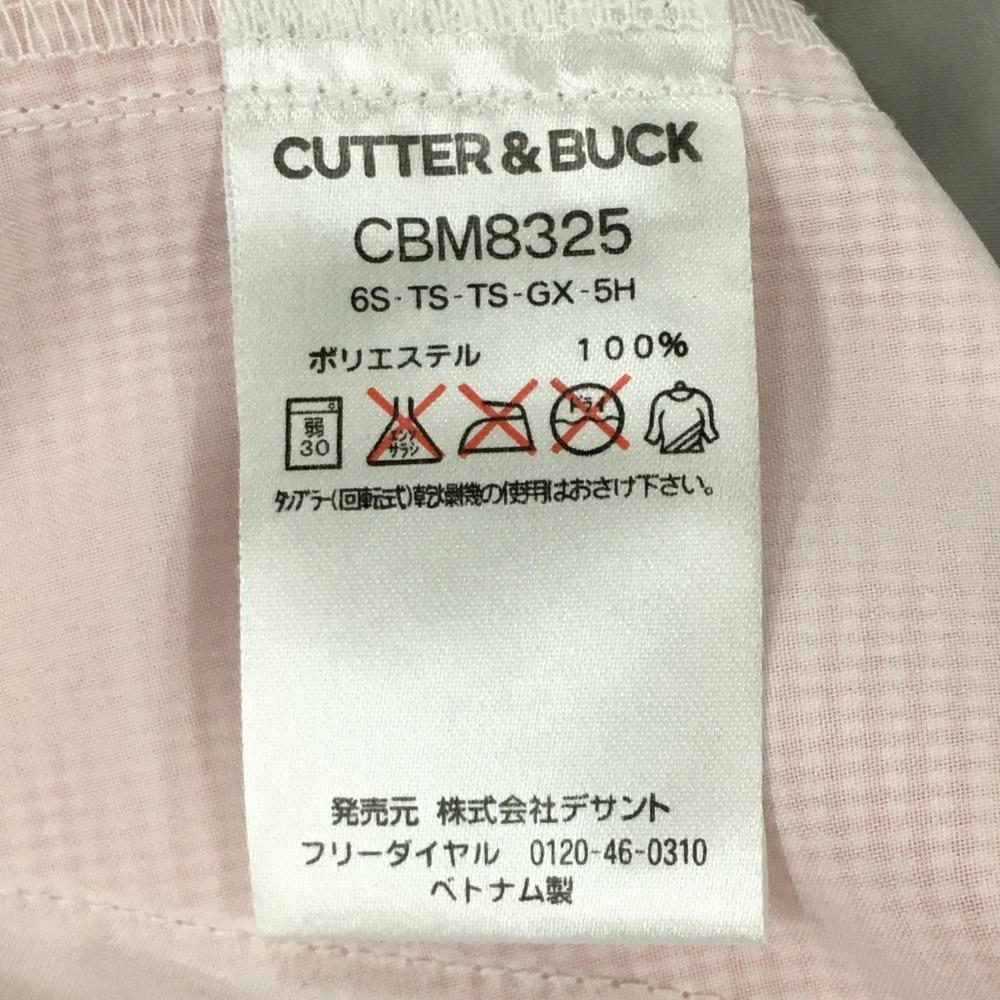 CUTTER & BUCK
CBM8325
6S-TS-TS-GX-5H
ポリエステル 100%
弱 30 エンソサラシ ドライ
タンブラー(回転式)乾燥機の使用はおさけ下さい。
発売元 株式会社デサント
フリーダイヤル 0120-46-0310
ベトナム製